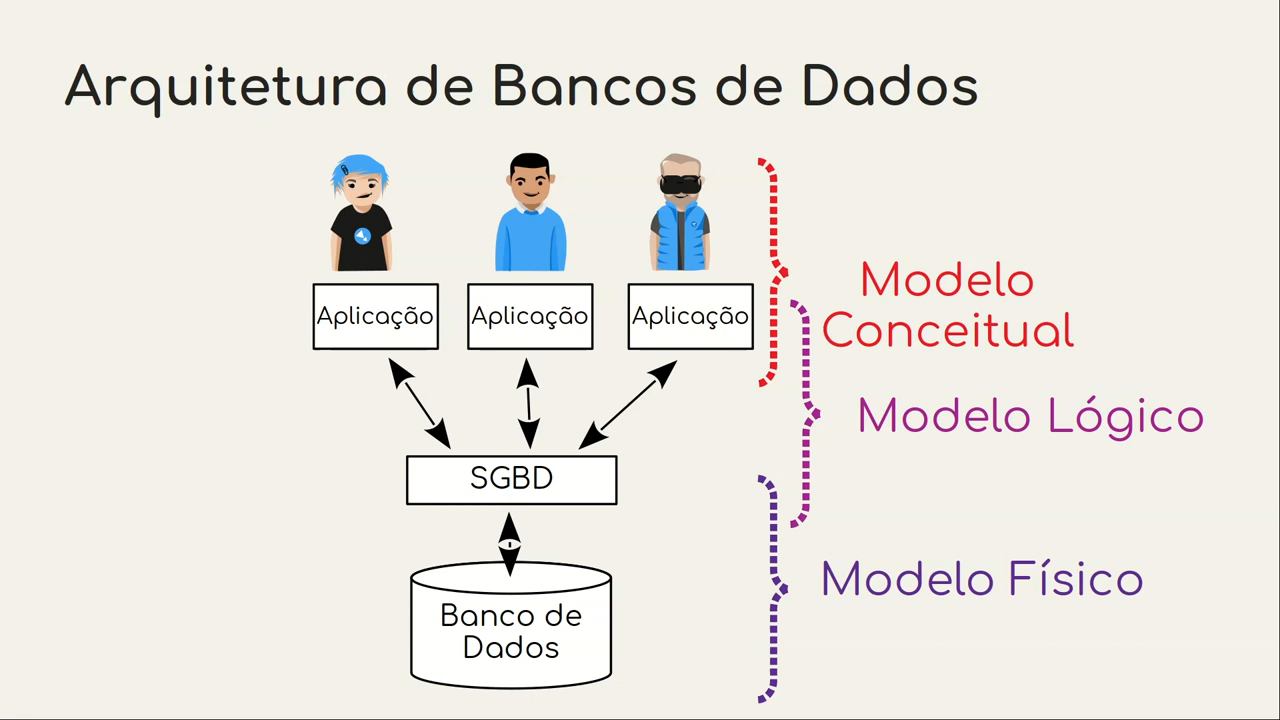 Arquitetura de Bancos de Dados
Aplicação
Aplicação
Aplicação
Modelo
Conceitual
Modelo Lógico
SGBD
Modelo Físico
Banco de
Dados